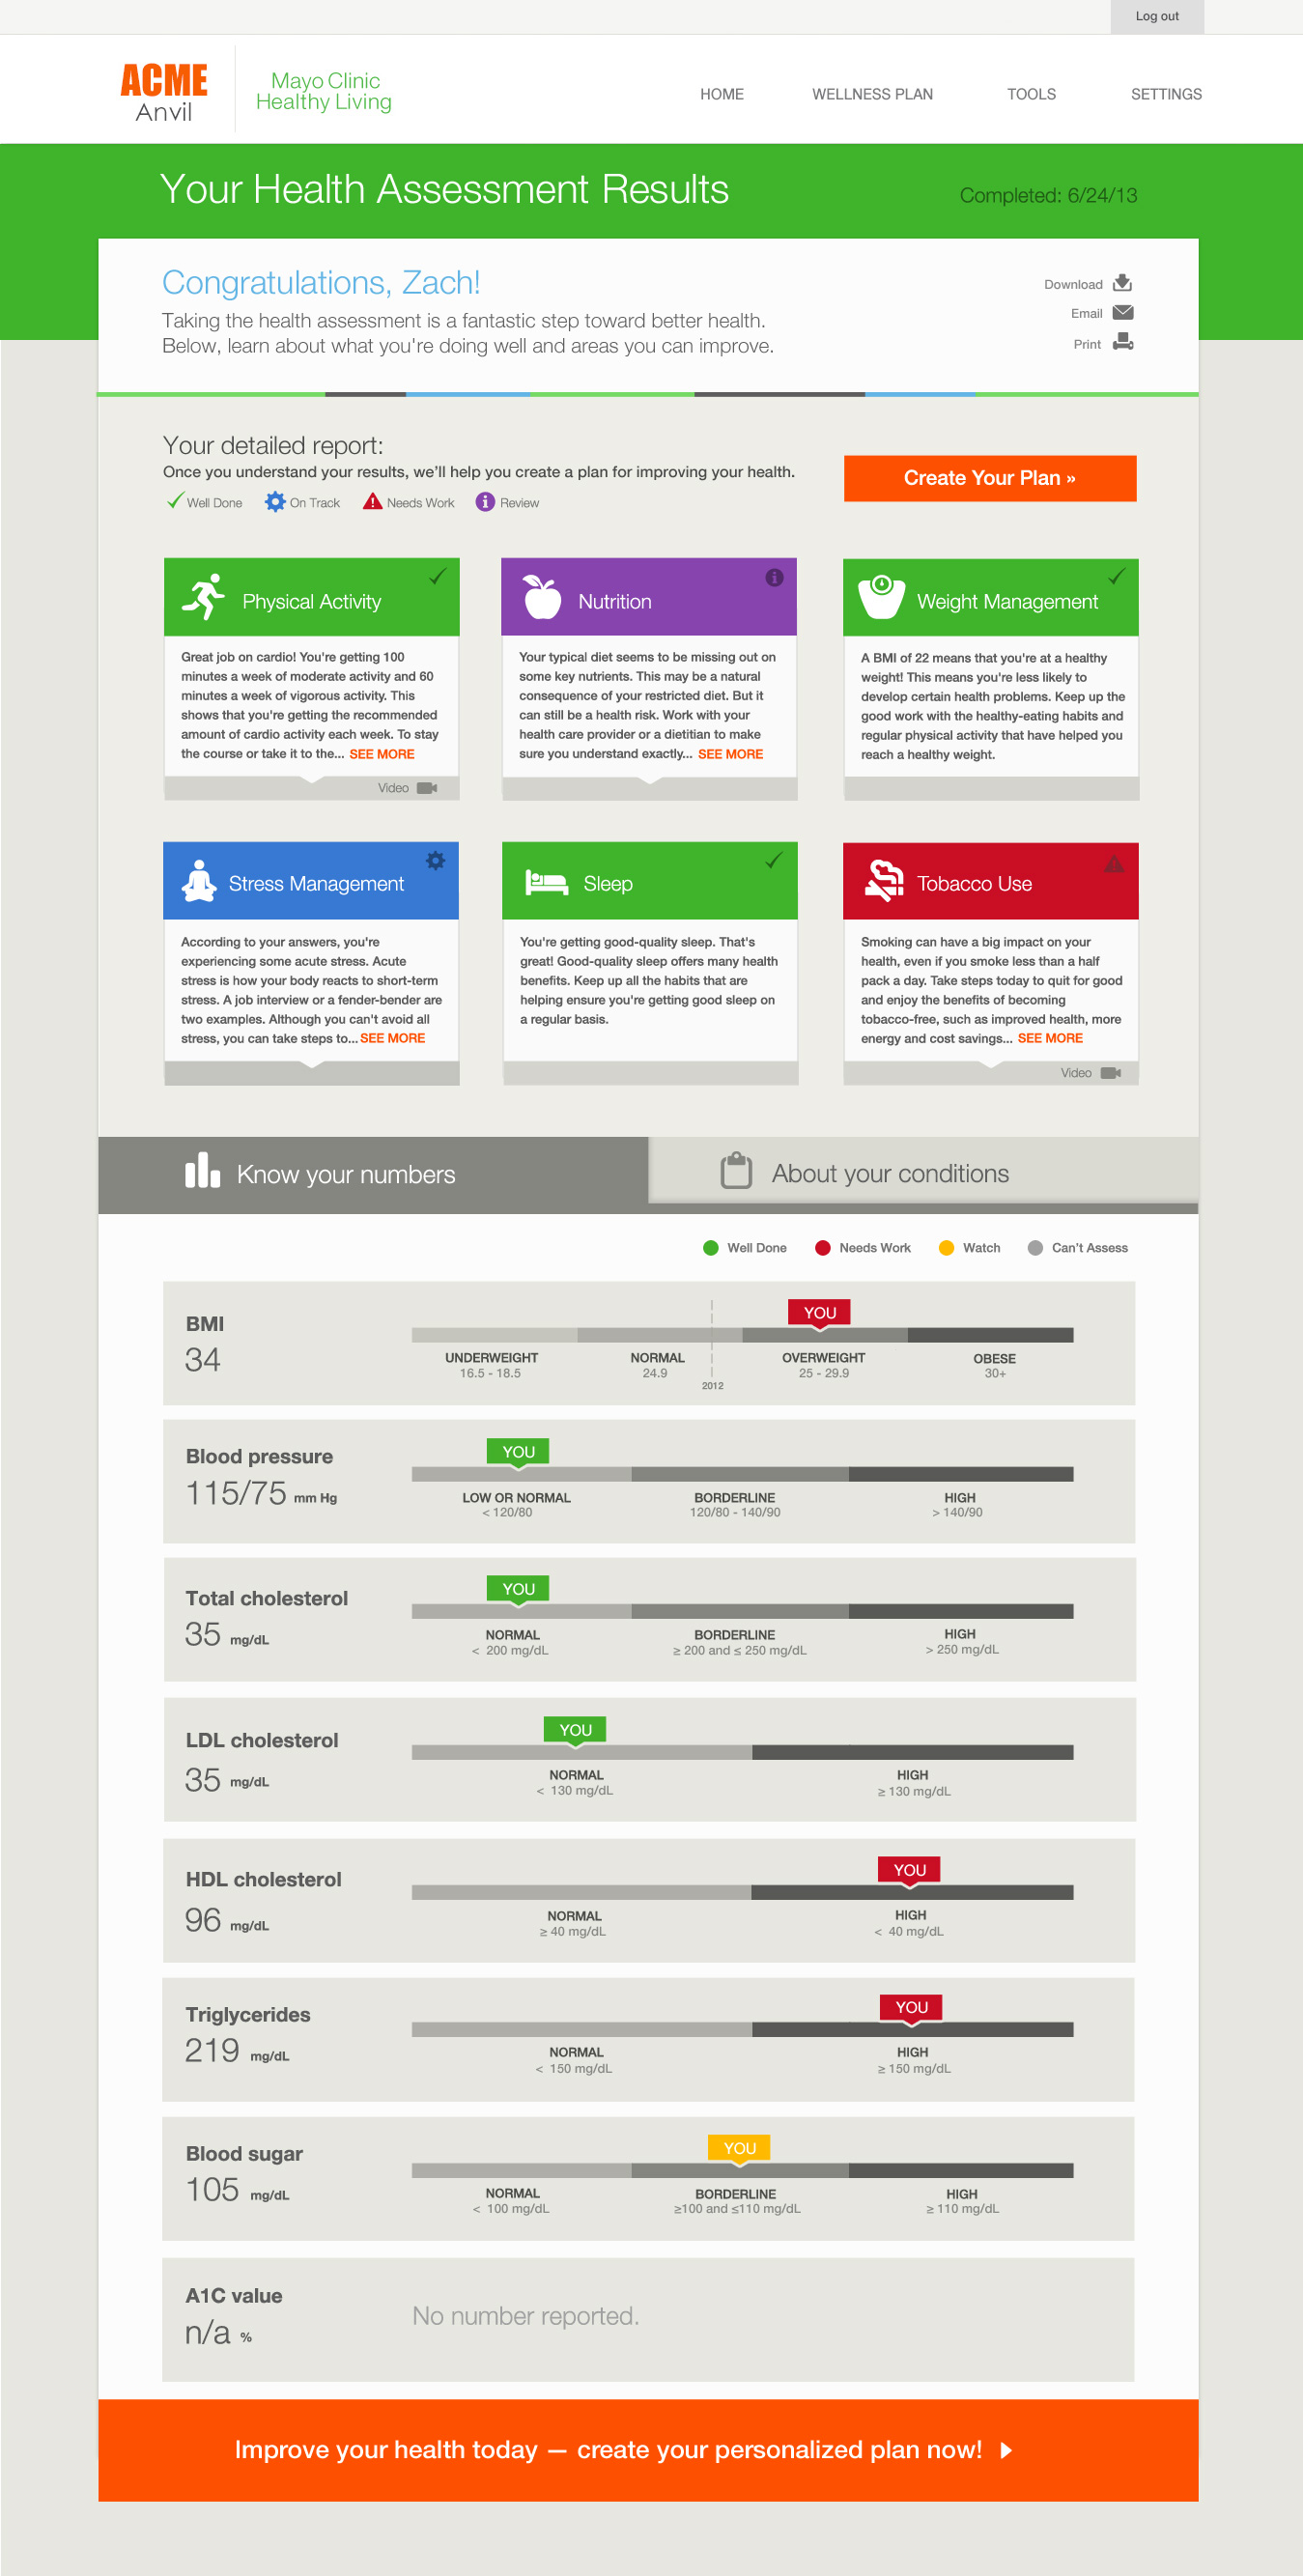 Log out
ACME
Anvil
Mayo Clinic
Healthy Living
HOME
WELLNESS PLAN
TOOLS
SETTINGS
Your Health Assessment Results
Completed: 6/24/13
Congratulations, Zach!
Taking the health assessment is a fantastic step toward better health.
Below, learn about what you're doing well and areas you can improve.
Download
Email
Print
Your detailed report:
Once you understand your results, we'll help you create a plan for improving your health.
Well Done
On Track
Needs Work
Review
Create Your Plan »
Physical Activity
Great job on cardio! You're getting 100
minutes a week of moderate activity and 60
minutes a week of vigorous activity. This
shows that you're getting the recommended
amount of cardio activity each week. To stay
the course or take it to the... SEE MORE
Video
Nutrition
Your typical diet seems to be missing out on
some key nutrients. This may be a natural
consequence of your restricted diet. But it
can still be a health risk. Work with your
health care provider or a dietitian to make
sure you understand exactly... SEE MORE
Weight Management
A BMI of 22 means that you're at a healthy
weight! This means you're less likely to
develop certain health problems. Keep up the
good work with the healthy-eating habits and
regular physical activity that have helped you
reach a healthy weight.
Stress Management
According to your answers, you're
experiencing some acute stress. Acute
stress is how your body reacts to short-term
stress. A job interview or a fender-bender are
two examples. Although you can't avoid all
stress, you can take steps to... SEE MORE
Sleep
You're getting good-quality sleep. That's
great! Good-quality sleep offers many health
benefits. Keep up all the habits that are
helping ensure you're getting good sleep on
a regular basis.
Tobacco Use
Smoking can have a big impact on your
health, even if you smoke less than a half
pack a day. Take steps today to quit for good
and enjoy the benefits of becoming
tobacco-free, such as improved health, more
energy and cost savings... SEE MORE
Video
Know your numbers
About your conditions
Well Done
Needs Work
Watch
Can't Assess
BMI
34
YOU
UNDERWEIGHT
16.5 - 18.5
NORMAL
24.9
2012
OVERWEIGHT
25 - 29.9
OBESE
30+
Blood pressure
115/75 mm Hg
YOU
LOW OR NORMAL
< 120/80
BORDERLINE
120/80 - 140/90
HIGH
> 140/90
Total cholesterol
35 mg/dL
YOU
NORMAL
< 200 mg/dL
BORDERLINE
≥ 200 and ≤ 250 mg/dL
HIGH
> 250 mg/dL
LDL cholesterol
35 mg/dL
YOU
NORMAL
< 130 mg/dL
HIGH
≥ 130 mg/dL
HDL cholesterol
96 mg/dL
YOU
NORMAL
≥ 40 mg/dL
HIGH
< 40 mg/dL
Triglycerides
219 mg/dL
YOU
NORMAL
< 150 mg/dL
HIGH
≥ 150 mg/dL
Blood sugar
105 mg/dL
YOU
NORMAL
< 100 mg/dL
BORDERLINE
≥100 and ≤110 mg/dL
HIGH
≥ 110 mg/dL
A1C value
n/a %
No number reported.
Improve your health today — create your personalized plan now!